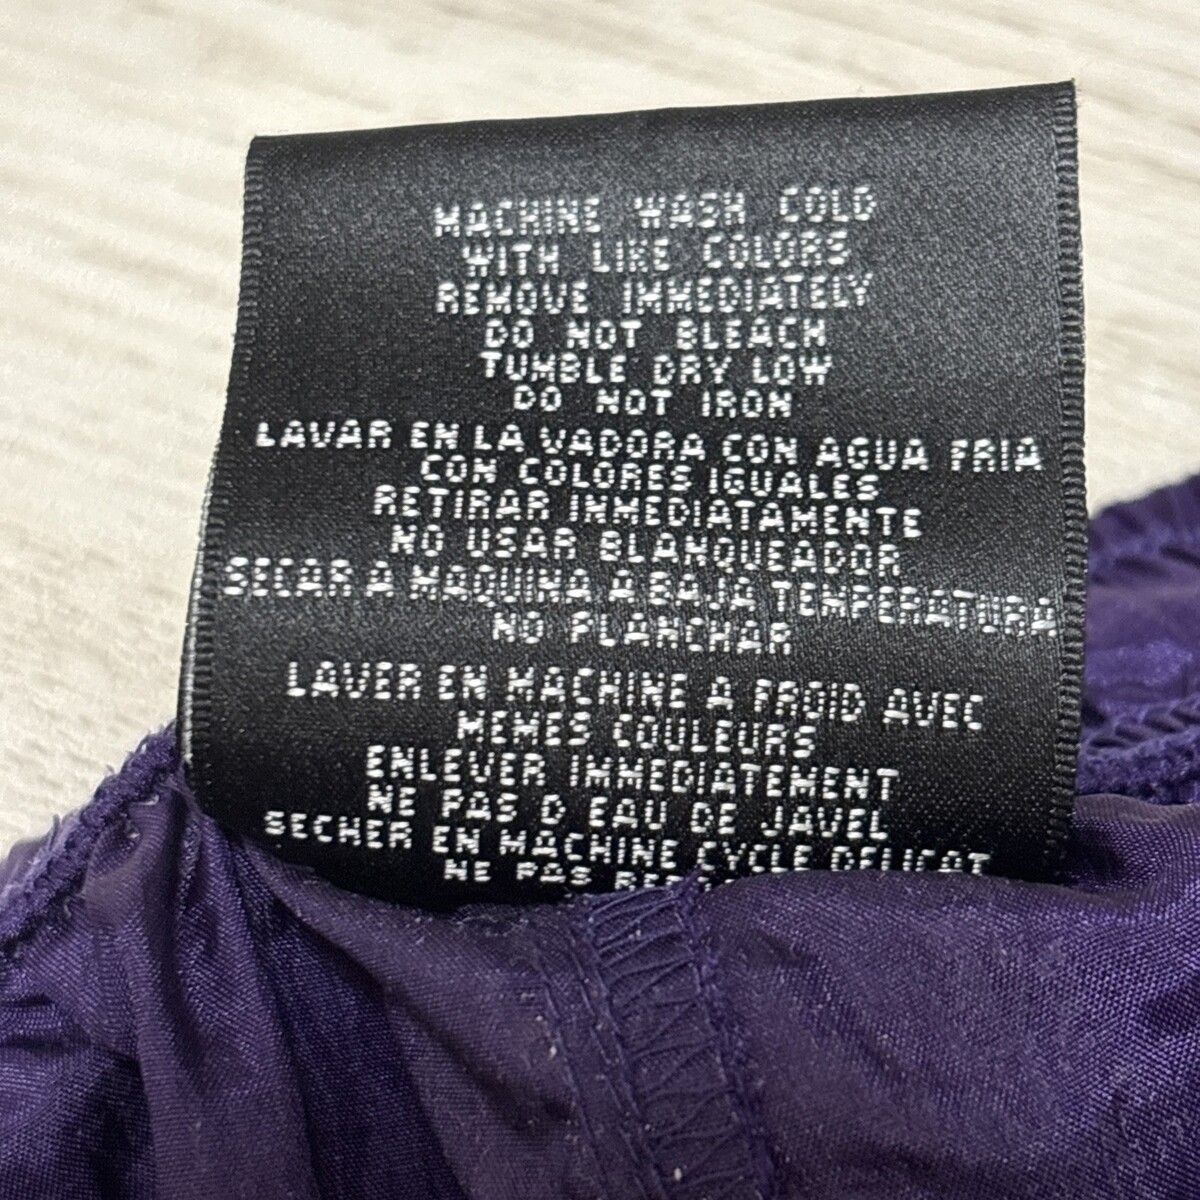 MACHINE WASH COLD
WITH LIKE COLORS
REMOVE IMMEDIATELY
DO NOT BLEACH
TUMBLE DRY LOW
DO NOT IRON
LAVAR EN LA VADORA CON AGUA FRIA
CON COLORES IGUALES
RETIRAR INMEDIATAMENTE
NO USAR BLANQUEADOR
SECAR A MAQUINA A BAJA TEMPERATURA
NO PLANCHAR
LAVER EN MACHINE A FROID AVEC
MEMES COULEURS
ENLEVER IMMEDIATEMENT
NE PAS D EAU DE JAVEL
SECHER EN MACHINE CYCLE DELICAT
NE PAS